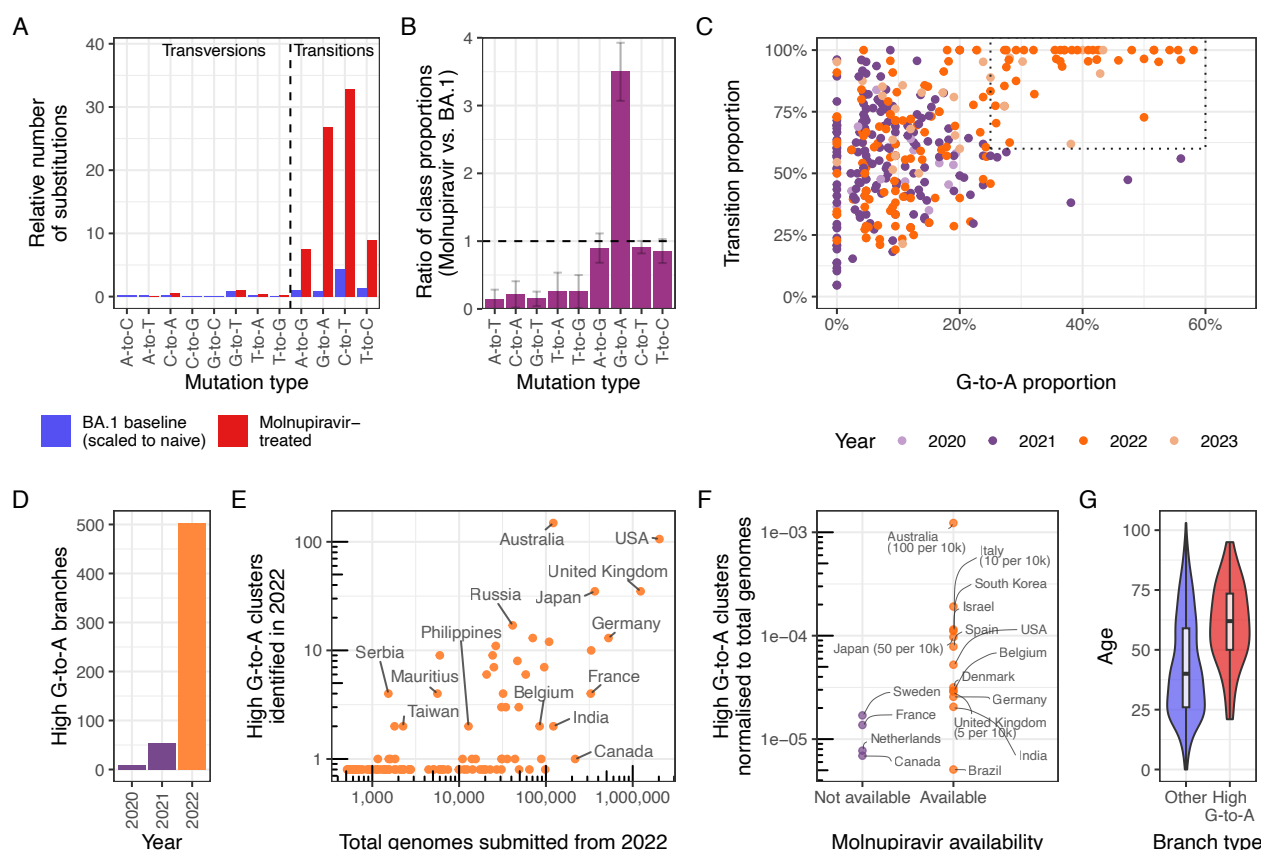 A
Transversions
Transitions
40
30
20
10
0
Relative number
of substitutions
A-to-C
A-to-T
C-to-A
C-to-G
G-to-C
G-to-T
T-to-A
T-to-G
A-to-G
G-to-A
C-to-T
T-to-C
Mutation type
BA.1 baseline
(scaled to naive)
Molnupiravir−
treated
B
4
3
2
1
0
Ratio of class proportions
(Molnupiravir vs. BA.1)
A-to-T
C-to-A
G-to-T
T-to-A
T-to-G
A-to-G
G-to-A
C-to-T
T-to-C
Mutation type
C
100%
75%
50%
25%
0%
Transition proportion
0%
20%
40%
60%
G-to-A proportion
Year
2020
2021
2022
2023
D
500
400
300
200
100
0
High G-to-A branches
2020
2021
2022
Year
E
100
10
1
High G-to-A clusters
identified in 2022
Australia
USA
United Kingdom
Japan
Russia
Germany
Philippines
Serbia
Mauritius
France
Belgium
Taiwan
India
Canada
1,000
10,000
100,000
1,000,000
Total genomes submitted from 2022
F
1e−03
1e−04
1e−05
High G-to-A clusters
normalised to total genomes
Australia
(100 per 10k)
Italy
(10 per 10k)
South Korea
Israel
Spain
USA
Japan (50 per 10k)
Belgium
Denmark
Sweden
Germany
France
United Kingdom
(5 per 10k)
Netherlands
India
Canada
Brazil
Not available
Available
Molnupiravir availability
G
100
75
50
25
0
Age
Other
High
G-to-A
Branch type